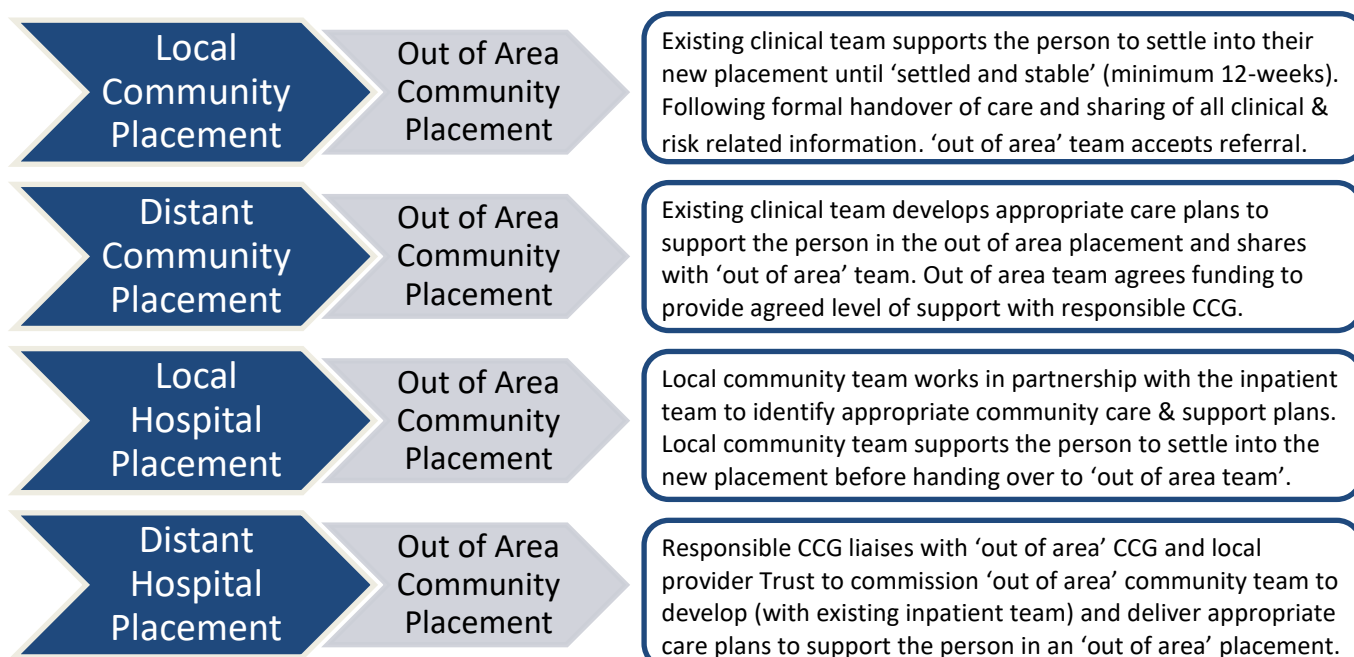 Local
Community
Placement
Out of Area
Community
Placement
Existing clinical team supports the person to settle into their
new placement until ‘settled and stable’ (minimum 12-weeks).
Following formal handover of care and sharing of all clinical &
risk related information. ‘out of area’ team accepts referral.
Distant
Community
Placement
Out of Area
Community
Placement
Existing clinical team develops appropriate care plans to
support the person in the out of area placement and shares
with ‘out of area’ team. Out of area team agrees funding to
provide agreed level of support with responsible CCG.
Local
Hospital
Placement
Out of Area
Community
Placement
Local community team works in partnership with the inpatient
team to identify appropriate community care & support plans.
Local community team supports the person to settle into the
new placement before handing over to ‘out of area team’.
Distant
Hospital
Placement
Out of Area
Community
Placement
Responsible CCG liaises with ‘out of area’ CCG and local
provider Trust to commission ‘out of area’ community team to
develop (with existing inpatient team) and deliver appropriate
care plans to support the person in an ‘out of area’ placement.